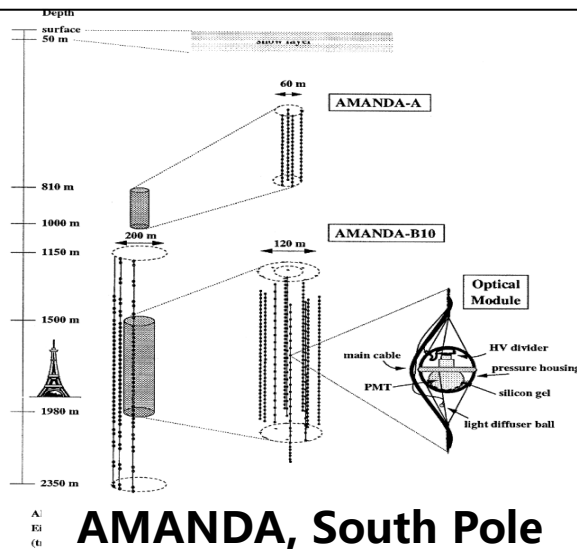 Depth
surface
50 m
snow layer
60 m
AMANDA-A
810 m
1000 m
200 m
1150 m
120 m
AMANDA-B10
Optical
Module
1500 m
HV divider
main cable
pressure housing
PMT
silicon gel
1980 m
light diffuser ball
2350 m
AMANDA, South Pole